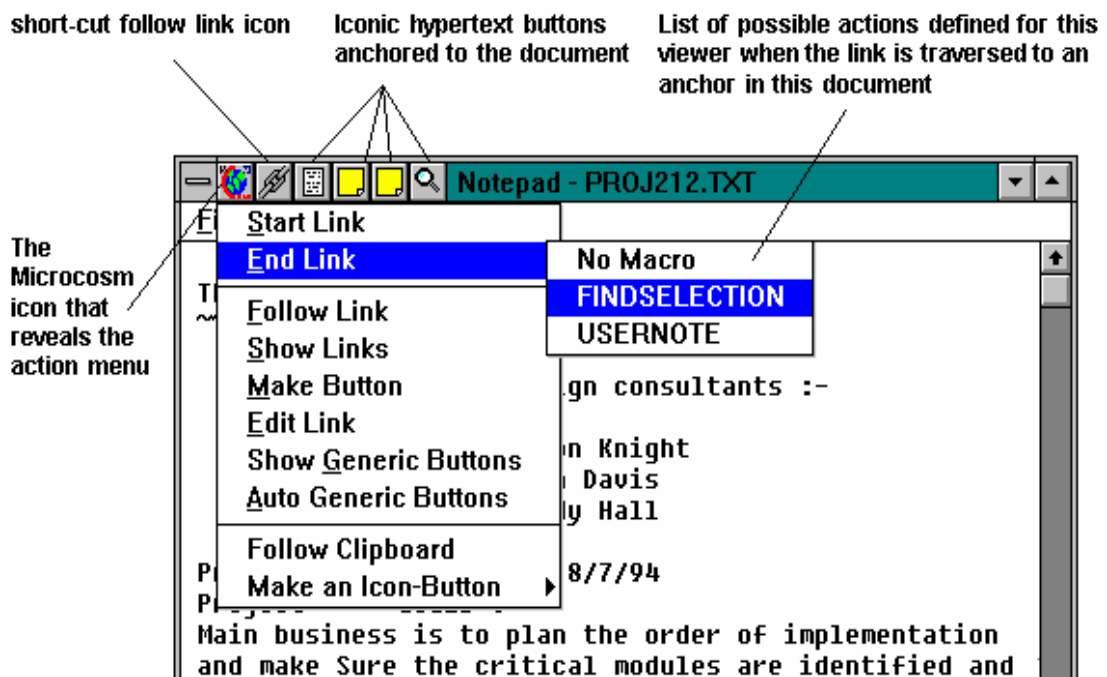 short-cut follow link icon
Iconic hypertext buttons
anchored to the document
List of possible actions defined for this
viewer when the link is traversed to an
anchor in this document
The
Microcosm
icon that
reveals the
action menu
Notepad - PROJ212.TXT
Start Link
End Link
Follow Link
Show Links
Make Button
Edit Link
Show Generic Buttons
Auto Generic Buttons
Follow Clipboard
Make an Icon-Button
No Macro
FINDSELECTION
USERNOTE
consultants :-
Knight
Davis
Hall
8/7/94
Main business is to plan the order of implementation
and make Sure the critical modules are identified and